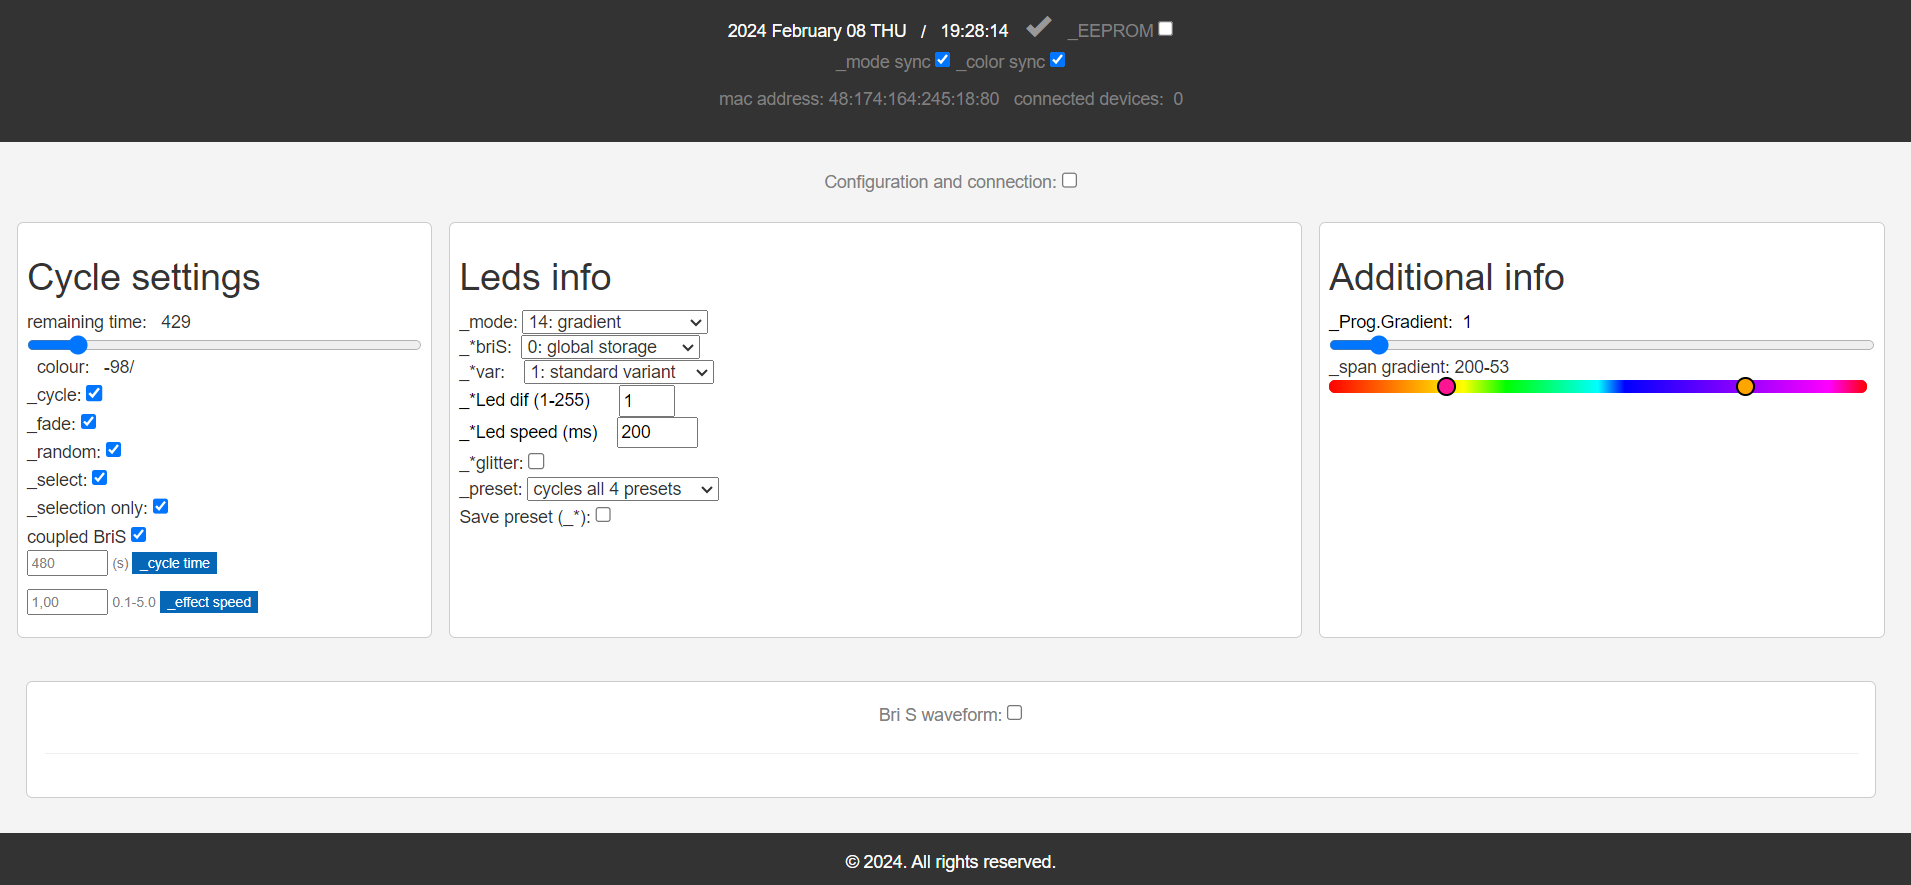 2024 February 08 THU / 19:28:14 _EEPROM
_mode sync _color sync
mac address: 48:174:164:245:18:80 connected devices: 0
Configuration and connection:
Cycle settings
remaining time: 429
colour: -98/
_cycle:
_fade:
_random:
_select:
_selection only:
coupled BriS
480 (s) _cycle time
1,00 0.1-5.0 _effect speed
Leds info
_mode: 14: gradient
_*briS: 0: global storage
_*var: 1: standard variant
_*Led dif (1-255) 1
_*Led speed (ms) 200
_*glitter:
_preset: cycles all 4 presets
Save preset (_*):
Additional info
_Prog.Gradient: 1
_span gradient: 200-53
Bri S waveform:
© 2024. All rights reserved.